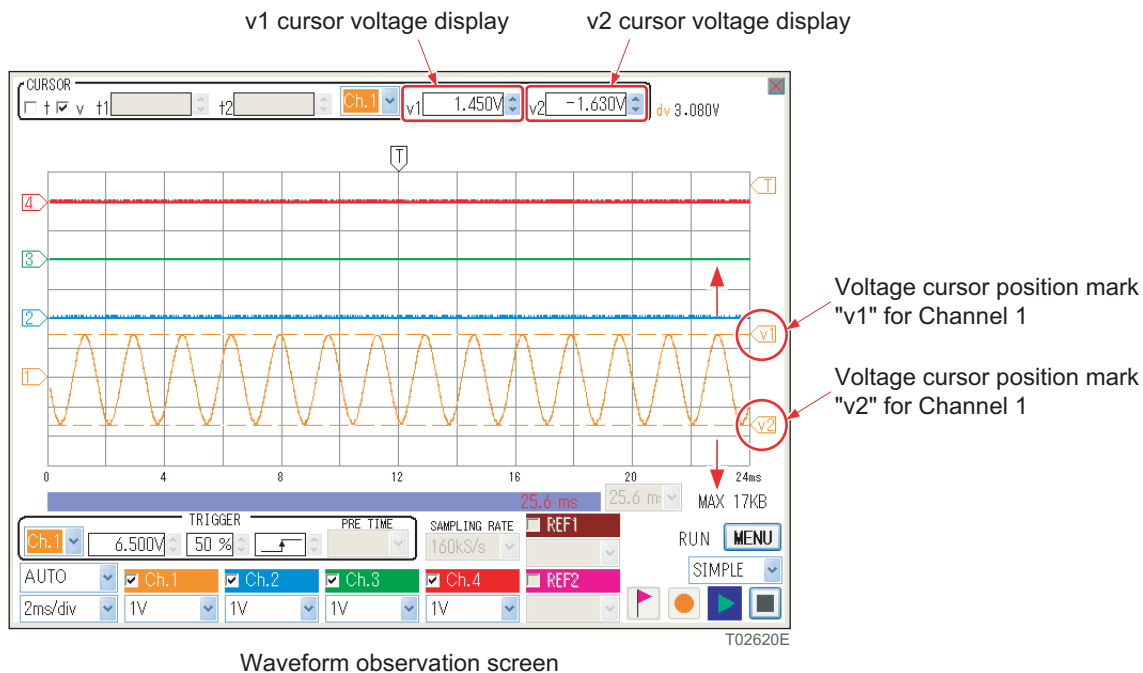 v1 cursor voltage display
v2 cursor voltage display
CURSOR
t v t1 t2 Ch.1 v1 1.450V v2 -1.630V dv 3.080V
T
T
4
3
2
1
v1
v2
Voltage cursor position mark
"v1" for Channel 1
Voltage cursor position mark
"v2" for Channel 1
0 4 8 12 16 20 24ms
25.6 ms 25.6 m MAX 17KB
TRIGGER PRE TIME SAMPLING RATE REF1
Ch.1 6.500V 50 % 160kS/s RUN MENU
AUTO Ch.1 Ch.2 Ch.3 Ch.4 REF2 SIMPLE
2ms/div 1V 1V 1V 1V
T02620E
Waveform observation screen